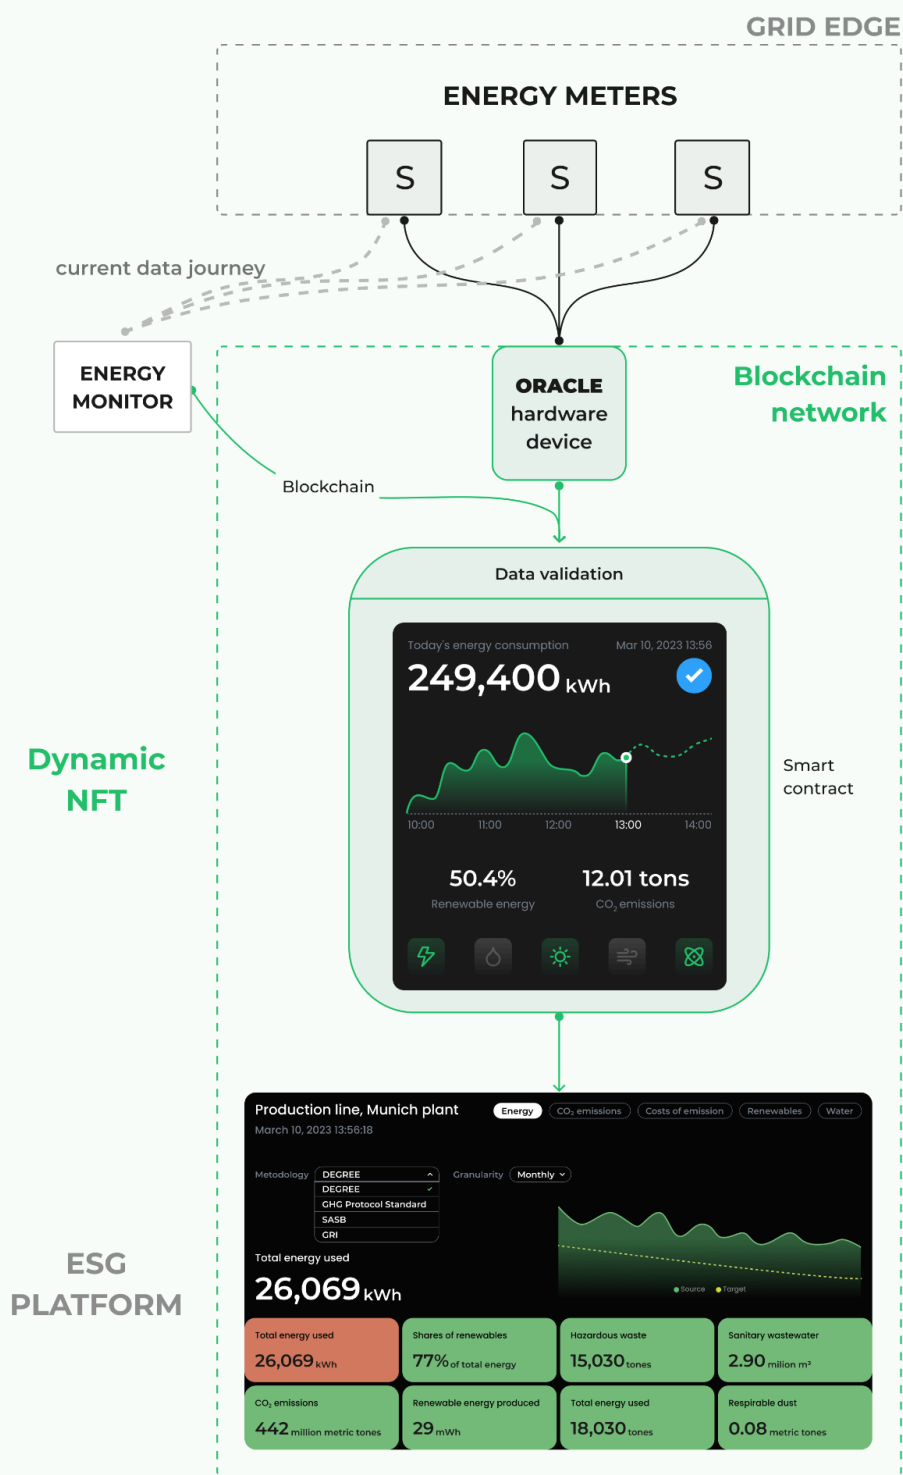 GRID EDGE
ENERGY METERS
S S S
current data journey
ENERGY
MONITOR
ORACLE
hardware
device
Blockchain
network
Blockchain
Data validation
Today's energy consumption Mar 10, 2023 13:56
249,400 kWh
10:00 11:00 12:00 13:00 14:00
50.4% 12.01 tons
Renewable energy CO₂ emissions
Dynamic
NFT
Smart
contract
Production line, Munich plant Energy CO₂ emissions Costs of emission Renewables Water
March 10, 2023 13:56:18
Metodology DEGREE Granularity Monthly
DEGREE
GHG Protocol Standard
SASB
GRI
Total energy used
26,069 kWh
Source Target
ESG
PLATFORM
Total energy used Shares of renewables Hazardous waste Sanitary wastewater
26,069 kWh 77% of total energy 15,030 tones 2.90 milion m³
CO₂ emissions Renewable energy produced Total energy used Respirable dust
442 million metric tones 29 mWh 18,030 tones 0.08 metric tones